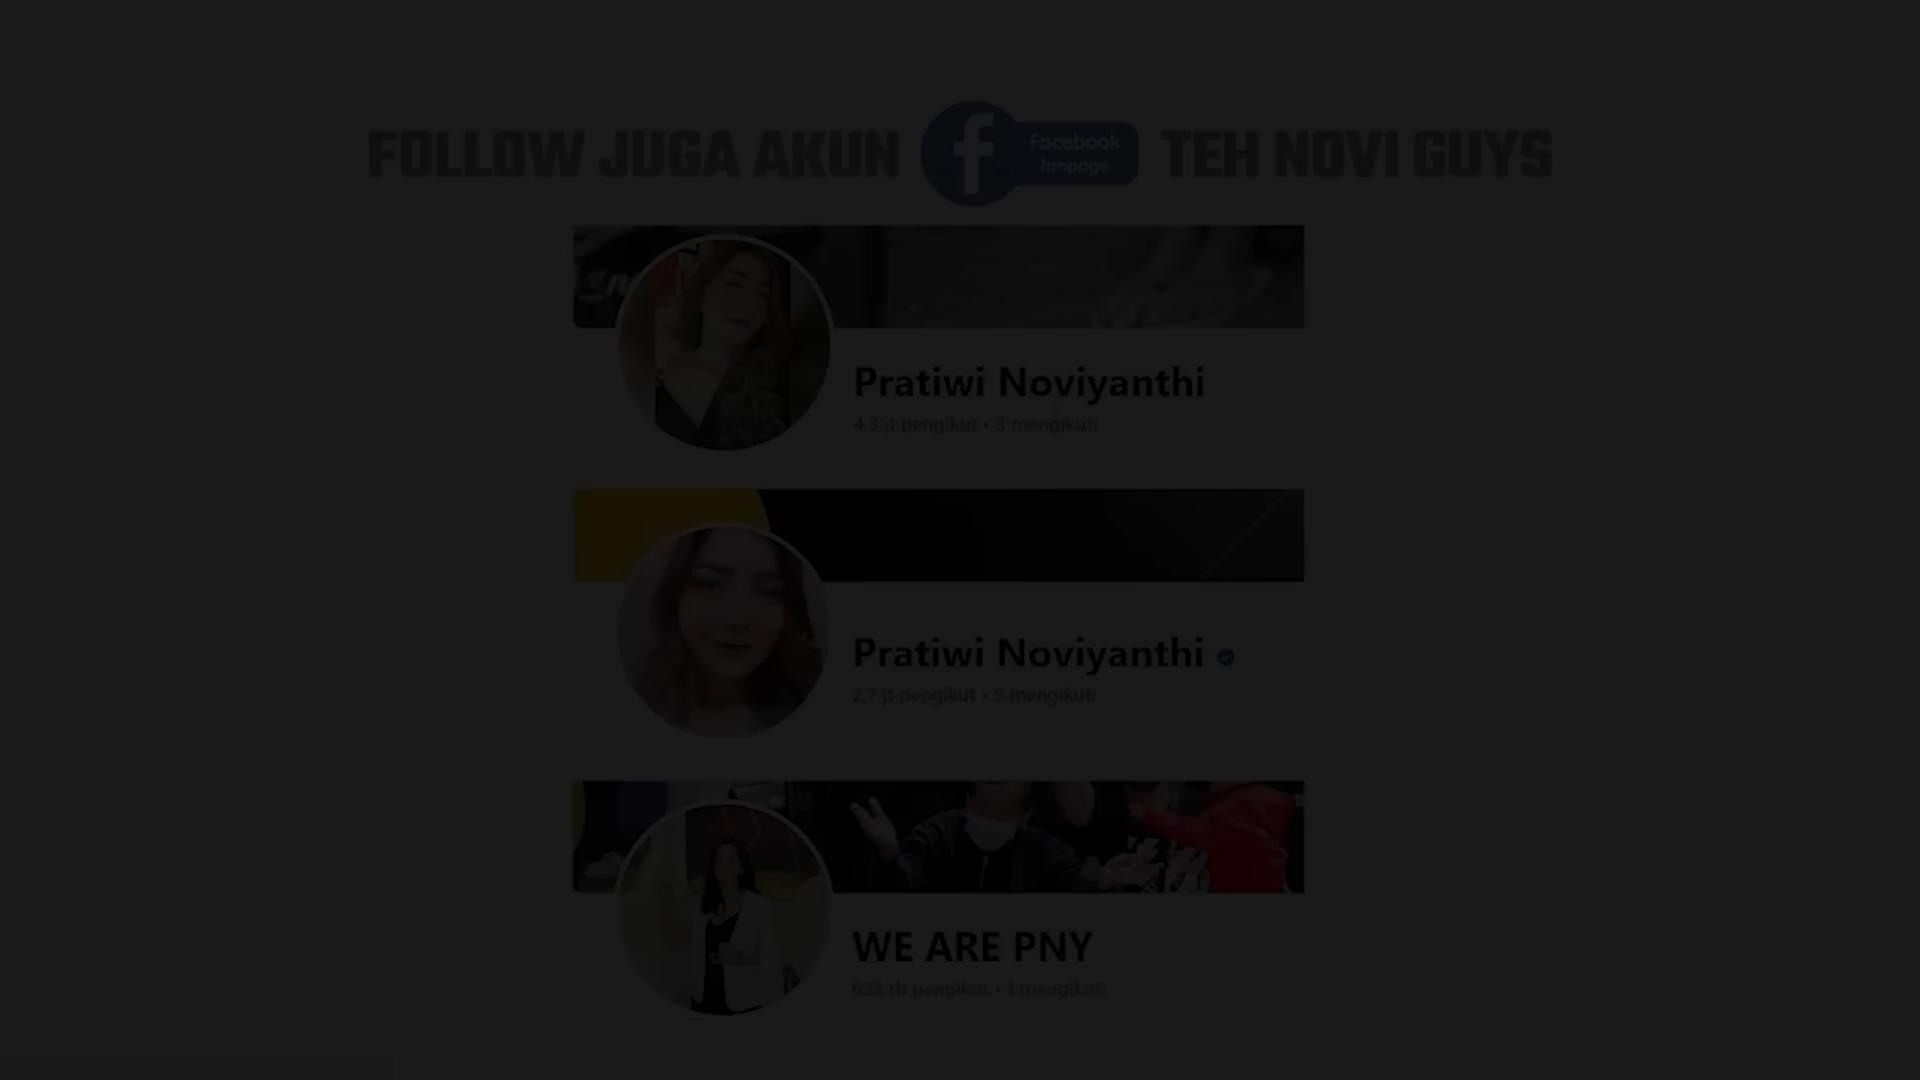 FOLLOW JUGA AKUN Facebook fanpage TEH NOVI GUYS
Pratiwi Noviyanthi
4.3 jt pengikut • 3 mengikuti
Pratiwi Noviyanthi
2,7 jt pengikut • 9 mengikuti
WE ARE PNY
632 rb pengikut • 1 mengikuti